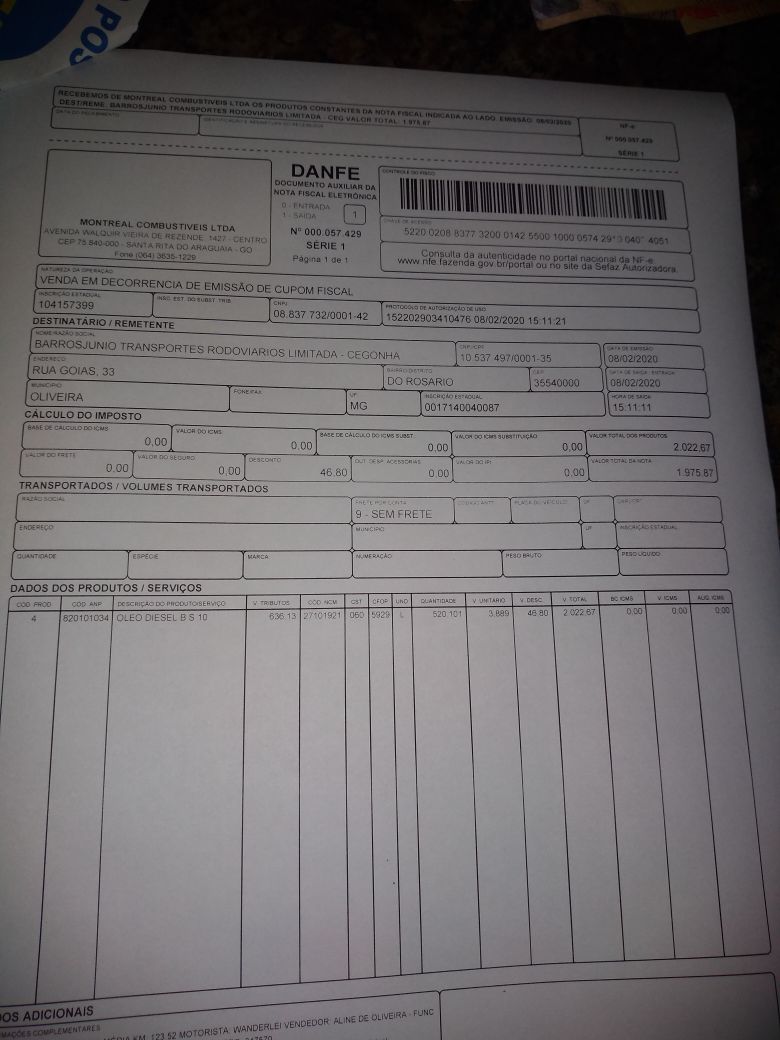 POS
RECEBEMOS DE MONTREAL COMBUSTIVEIS LTDA OS PRODUTOS CONSTANTES DA NOTA FISCAL INDICADA AO LADO. EMISSÃO: 08/02/2020
DEST/REME: BARROSJUNIO TRANSPORTES RODOVIARIOS LIMITADA - CEG VALOR TOTAL: 1.975,87
DATA DO RECEBIMENTO
IDENTIFICAÇÃO E ASSINATURA DO RECEBEDOR
NF-e
Nº 000.057.429
SÉRIE 1
MONTREAL COMBUSTIVEIS LTDA
AVENIDA WALQUIR VIEIRA DE REZENDE, 1427 - CENTRO
CEP 75.840-000 - SANTA RITA DO ARAGUAIA - GO
Fone (064) 3635-1229
DANFE
DOCUMENTO AUXILIAR DA
NOTA FISCAL ELETRÔNICA
0 - ENTRADA
1 - SAÍDA
1
Nº 000.057.429
SÉRIE 1
Página 1 de 1
CONTROLE DO FISCO
CHAVE DE ACESSO
5220 0208 8377 3200 0142 5500 1000 0574 4051
Consulta da autenticidade no portal nacional da NF-e
www.nfe.fazenda.gov.br/portal ou no site da Sefaz Autorizadora.
NATUREZA DA OPERAÇÃO
VENDA EM DECORRENCIA DE EMISSÃO DE CUPOM FISCAL
INSCRIÇÃO ESTADUAL INSC. EST. DO SUBST. TRIB. CNPJ PROTOCOLO DE AUTORIZAÇÃO DE USO
104157399 08.837.732/0001-42 152202903410476 08/02/2020 15:11:21
DESTINATÁRIO / REMETENTE
NOME/RAZÃO SOCIAL CNPJ/CPF DATA DE EMISSÃO
BARROSJUNIO TRANSPORTES RODOVIARIOS LIMITADA - CEGONHA 10.537.497/0001-35 08/02/2020
ENDEREÇO BAIRRO/DISTRITO CEP DATA DE SAÍDA / ENTRADA
RUA GOIAS, 33 DO ROSARIO 35540000 08/02/2020
MUNICÍPIO FONE/FAX UF INSCRIÇÃO ESTADUAL HORA DE SAÍDA
OLIVEIRA MG 0017140040087 15:11:11
CÁLCULO DO IMPOSTO
BASE DE CÁLCULO DO ICMS VALOR DO ICMS BASE DE CÁLCULO DO ICMS SUBST. VALOR DO ICMS SUBSTITUIÇÃO VALOR TOTAL DOS PRODUTOS
0,00 0,00 0,00 0,00 2.022,67
VALOR DO FRETE VALOR DO SEGURO DESCONTO OUT. DESP. ACESSÓRIAS VALOR DO IPI VALOR TOTAL DA NOTA
0,00 0,00 46,80 0,00 0,00 1.975,87
TRANSPORTADOS / VOLUMES TRANSPORTADOS
RAZÃO SOCIAL FRETE POR CONTA CÓDIGO ANTT PLACA DO VEÍCULO UF CNPJ/CPF
9 - SEM FRETE
ENDEREÇO MUNICÍPIO UF INSCRIÇÃO ESTADUAL
QUANTIDADE ESPÉCIE MARCA NUMERAÇÃO PESO BRUTO PESO LÍQUIDO
DADOS DOS PRODUTOS / SERVIÇOS
COD. PROD CÓD. ANP DESCRIÇÃO DO PRODUTO/SERVIÇO V. TRIBUTOS CÓD. NCM CST CFOP UND QUANTIDADE V. UNITÁRIO V. DESC. V. TOTAL BC ICMS V. ICMS ALIQ. ICMS
4 820101034 OLEO DIESEL B S 10 636,13 27101921 060 5929 L 520,101 3,889 46,80 2.022,67 0,00 0,00 0,00
OS ADICIONAIS
MAÇÕES COMPLEMENTARES
MÉDIA KM: 123,52 MOTORISTA: WANDERLEI VENDEDOR: ALINE DE OLIVEIRA - FUNC